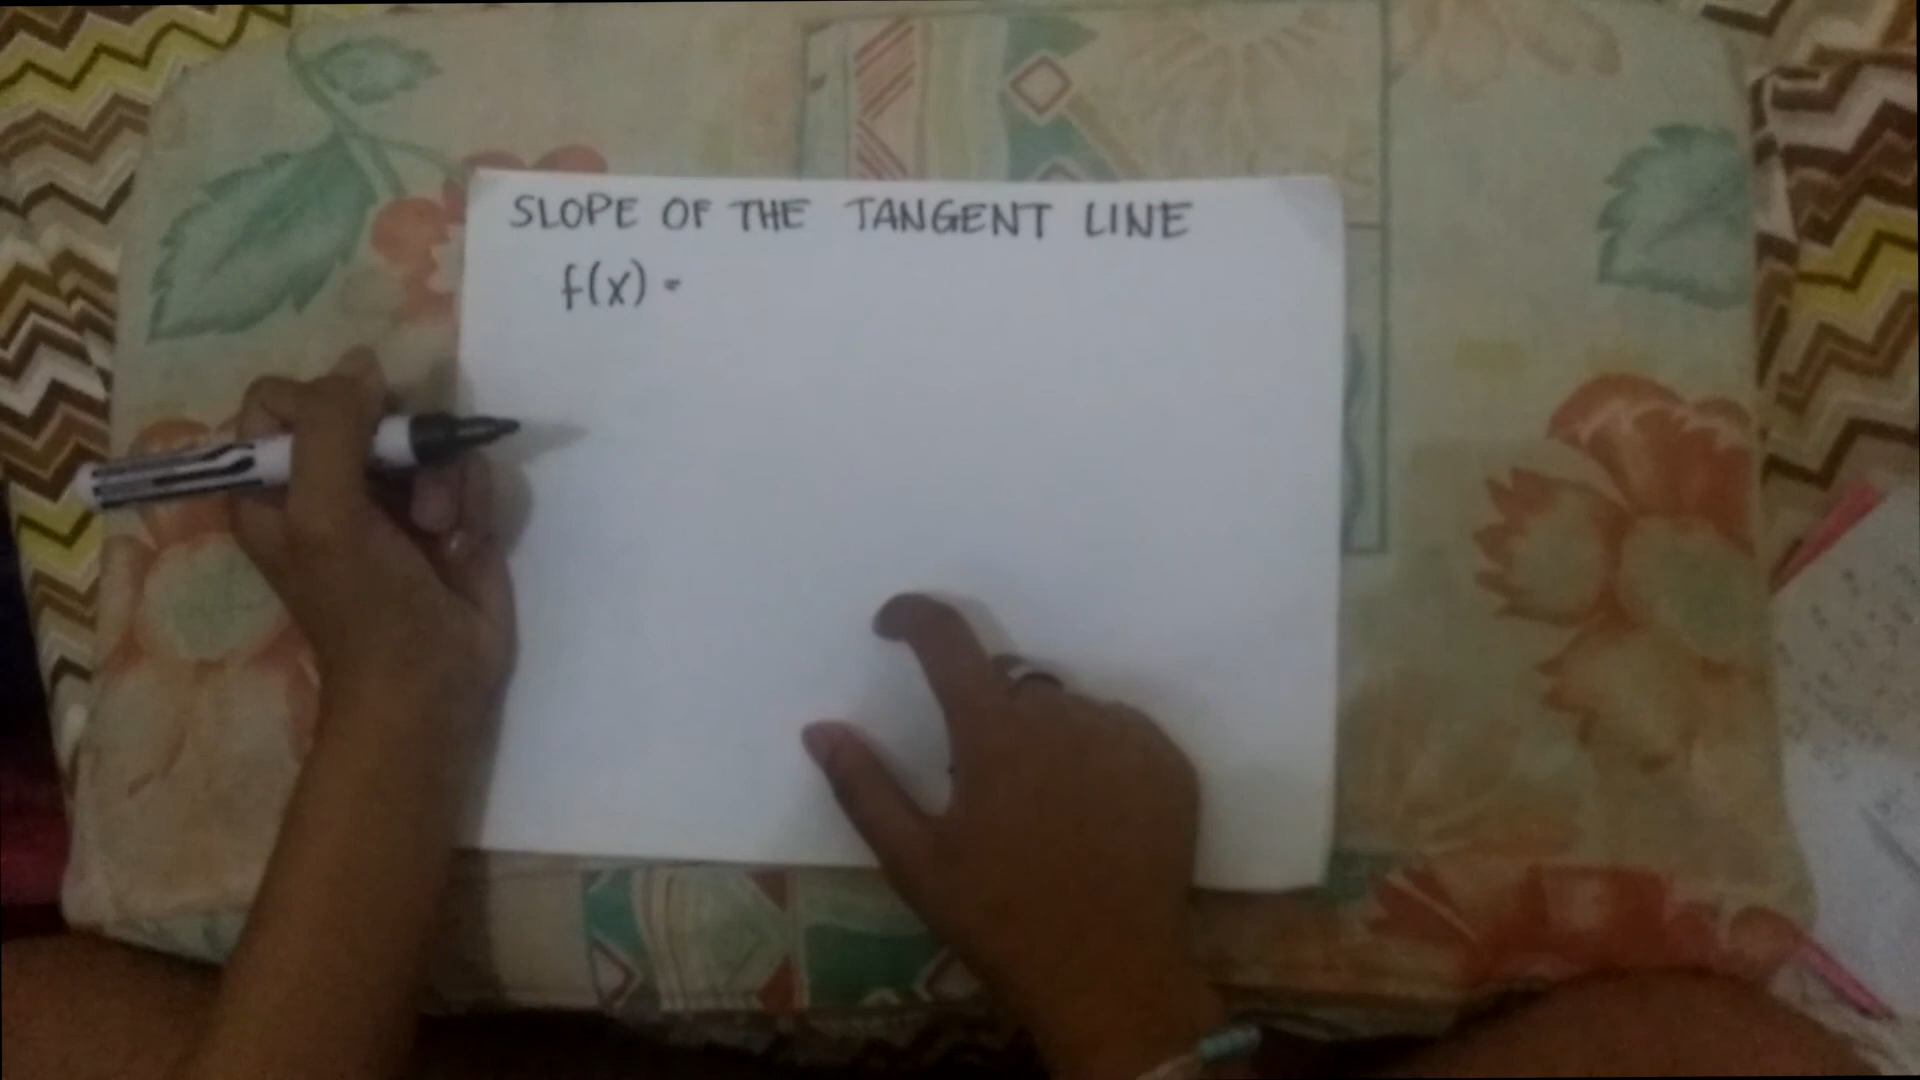 SLOPE OF THE TANGENT LINE
f(x) =